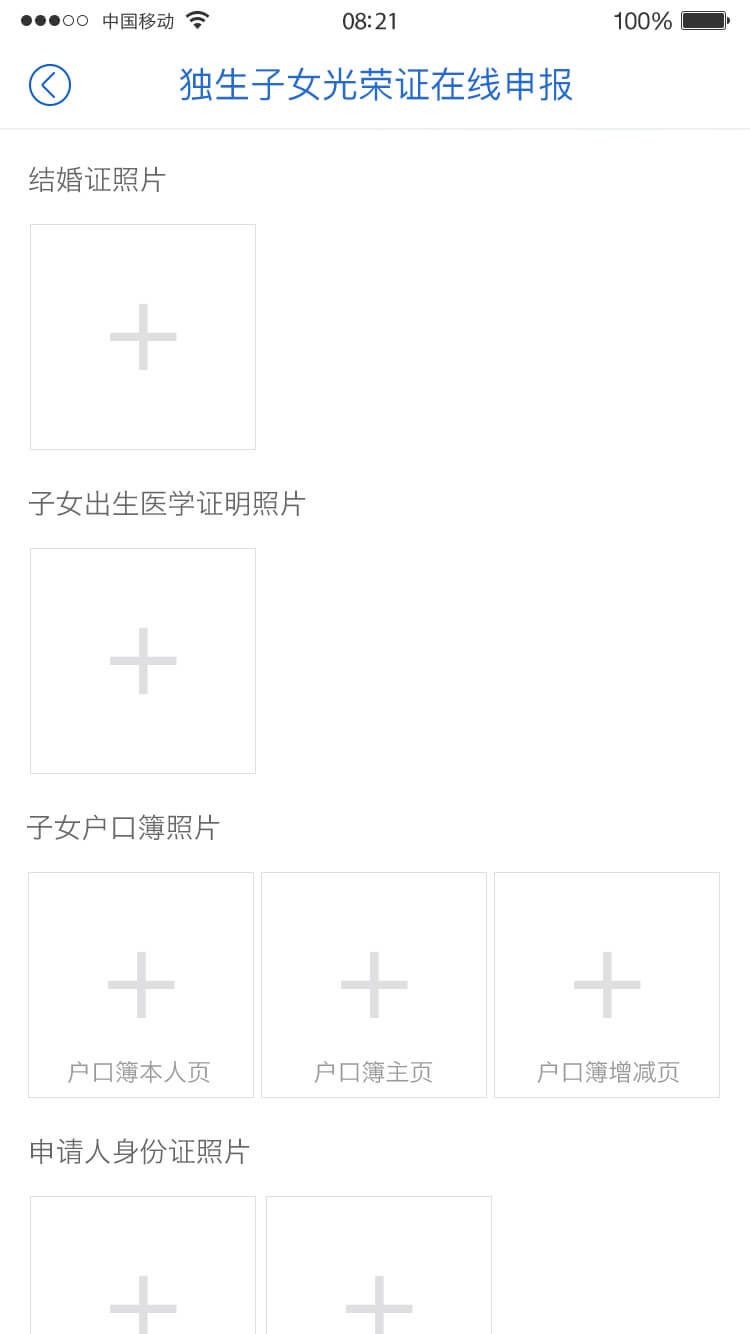 中国移动 08:21 100%
独生子女光荣证在线申报
结婚证照片
子女出生医学证明照片
子女户口簿照片
户口簿本人页 户口簿主页 户口簿增减页
申请人身份证照片